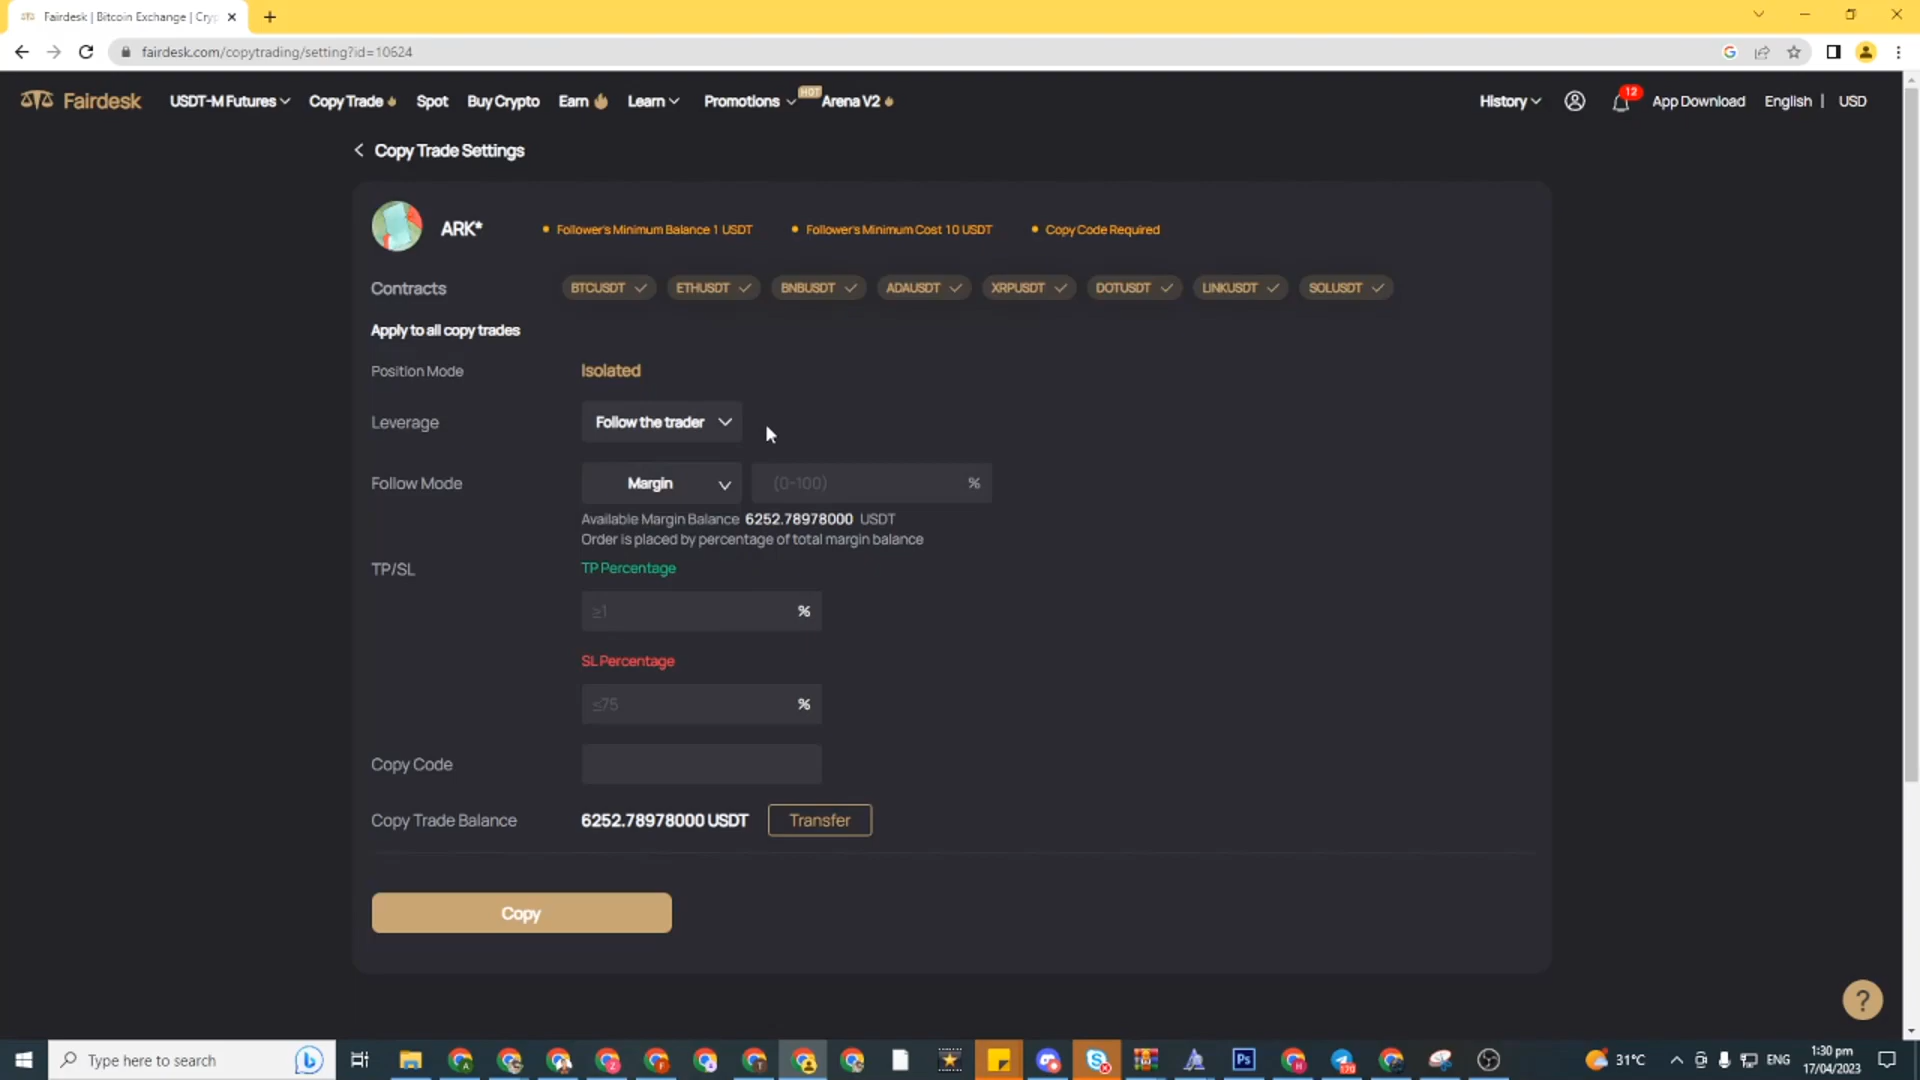 Fairdesk | Bitcoin Exchange | Cryp
fairdesk.com/copytrading/setting?id=10624
Fairdesk
USDT-M Futures
Copy Trade
Spot
Buy Crypto
Earn
Learn
Promotions
HOT
Arena V2
History
12
App Download
English | USD
Copy Trade Settings
ARK*
Follower's Minimum Balance 1 USDT
Follower's Minimum Cost 10 USDT
Copy Code Required
Contracts
BTCUSDT
ETHUSDT
BNBUSDT
ADAUSDT
XRPUSDT
DOTUSDT
LINKUSDT
SOLUSDT
Apply to all copy trades
Position Mode
Isolated
Leverage
Follow the trader
Follow Mode
Margin
(0-100)
%
Available Margin Balance 6252.78978000 USDT
Order is placed by percentage of total margin balance
TP/SL
TP Percentage
≥1
%
SL Percentage
≤75
%
Copy Code
Copy Trade Balance
6252.78978000 USDT
Transfer
Copy
?
Type here to search
31°C
ENG
1:30 pm
17/04/2023